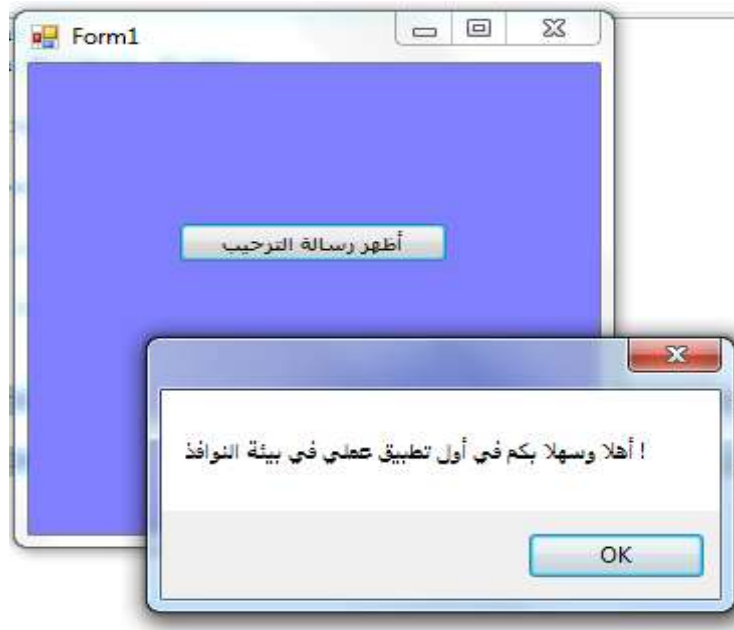 Form1
أظهر رسالة الترحيب
أهلا وسهلا بكم في أول تطبيق عملي في بيئة النوافذ !
OK